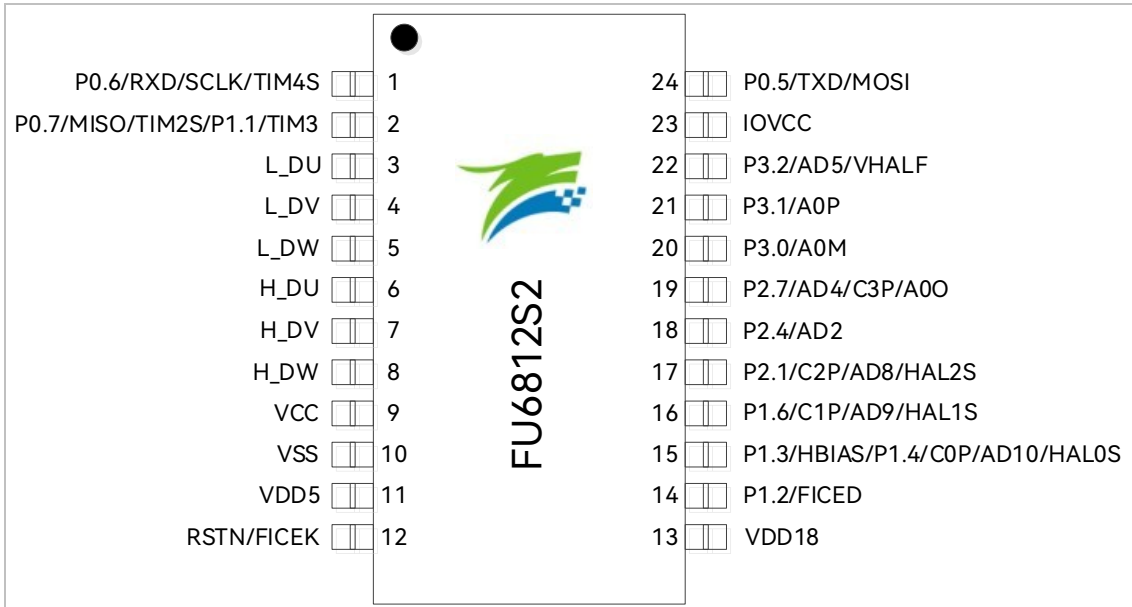 P0.6/RXD/SCLK/TIM4S 1 24 P0.5/TXD/MOSI
P0.7/MISO/TIM2S/P1.1/TIM3 2 23 IOVCC
L_DU 3 22 P3.2/AD5/VHALF
L_DV 4 21 P3.1/A0P
L_DW 5 20 P3.0/A0M
H_DU 6 19 P2.7/AD4/C3P/A0O
H_DV 7 18 P2.4/AD2
H_DW 8 17 P2.1/C2P/AD8/HAL2S
VCC 9 16 P1.6/C1P/AD9/HAL1S
VSS 10 15 P1.3/HBIAS/P1.4/C0P/AD10/HAL0S
VDD5 11 14 P1.2/FICED
RSTN/FICEK 12 13 VDD18
FU6812S2